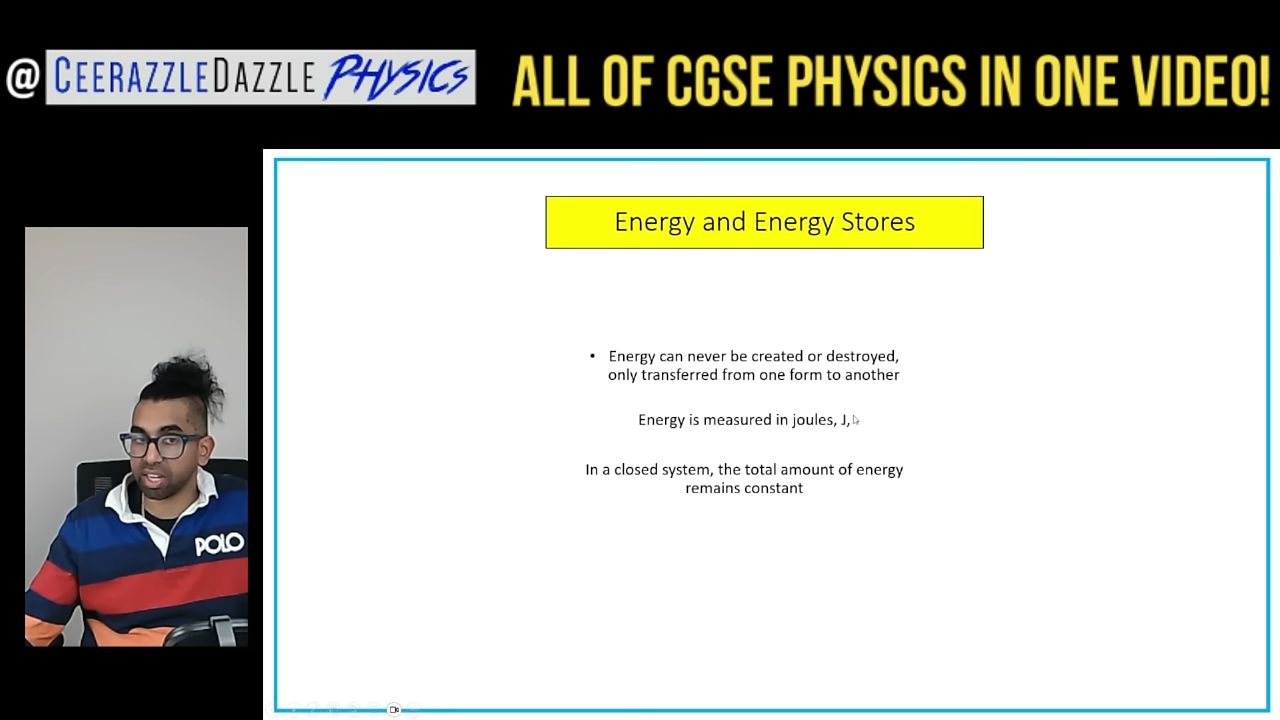 @ CEERAZZLEDAZZLE PHYSICS
ALL OF CGSE PHYSICS IN ONE VIDEO!
Energy and Energy Stores
• Energy can never be created or destroyed,
only transferred from one form to another
Energy is measured in joules, J,
In a closed system, the total amount of energy
remains constant
POLO